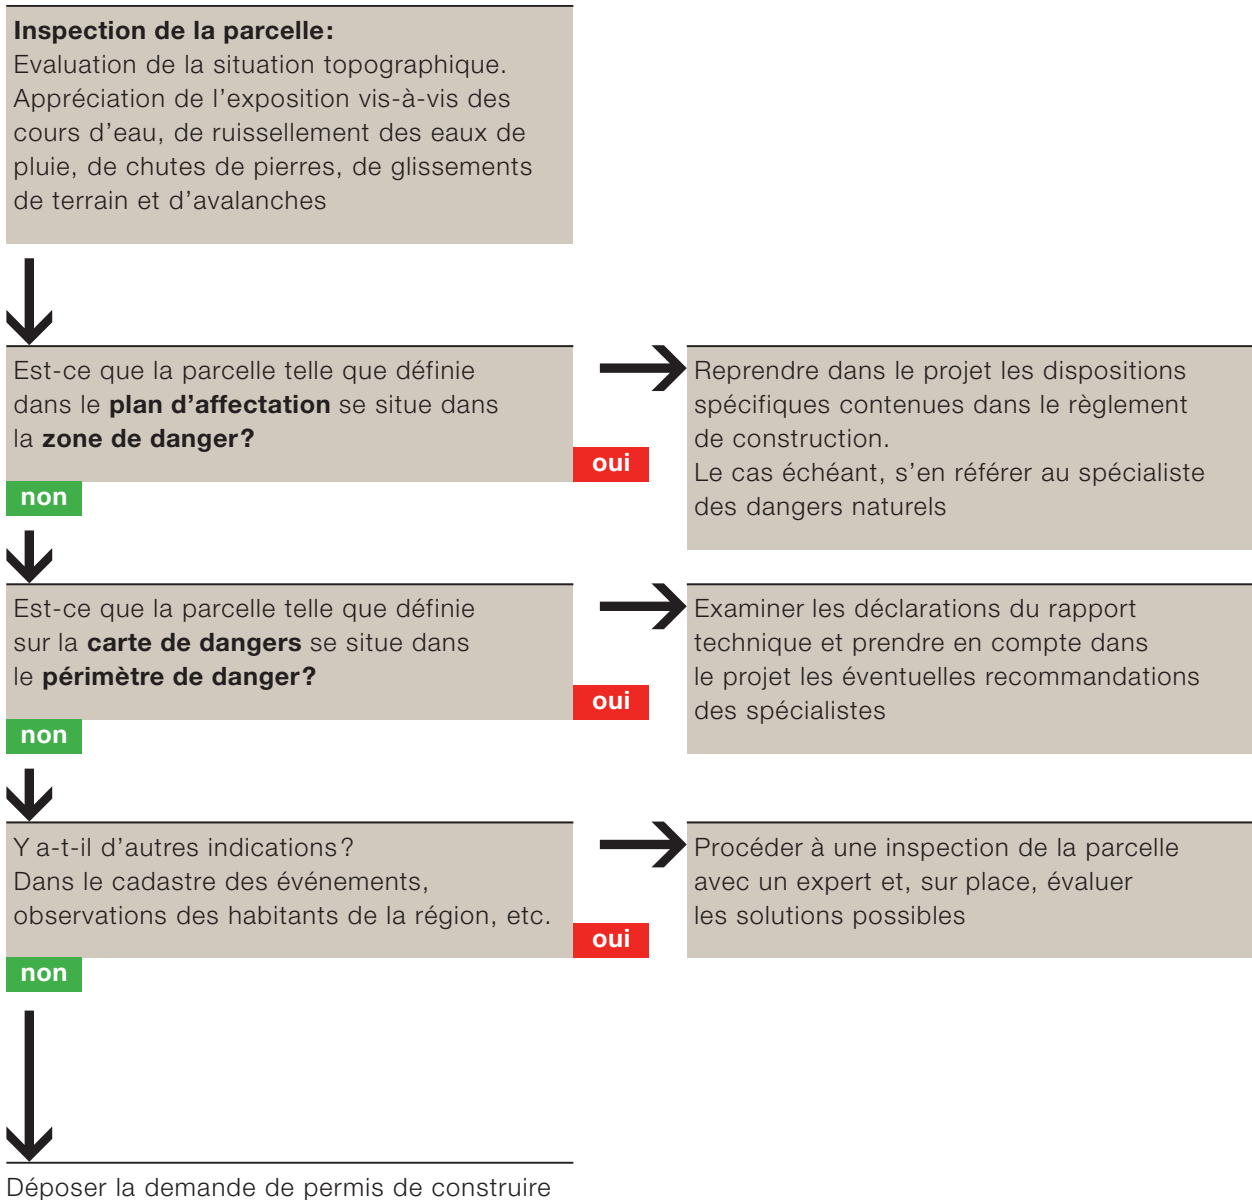 Inspection de la parcelle:
Evaluation de la situation topographique.
Appréciation de l'exposition vis-à-vis des
cours d'eau, de ruissellement des eaux de
pluie, de chutes de pierres, de glissements
de terrain et d'avalanches
Est-ce que la parcelle telle que définie
dans le plan d'affectation se situe dans
la zone de danger?
oui
non
Reprendre dans le projet les dispositions
spécifiques contenues dans le règlement
de construction.
Le cas échéant, s'en référer au spécialiste
des dangers naturels
Est-ce que la parcelle telle que définie
sur la carte de dangers se situe dans
le périmètre de danger?
oui
non
Examiner les déclarations du rapport
technique et prendre en compte dans
le projet les éventuelles recommandations
des spécialistes
Y a-t-il d'autres indications?
Dans le cadastre des événements,
observations des habitants de la région, etc.
oui
non
Procéder à une inspection de la parcelle
avec un expert et, sur place, évaluer
les solutions possibles
Déposer la demande de permis de construire